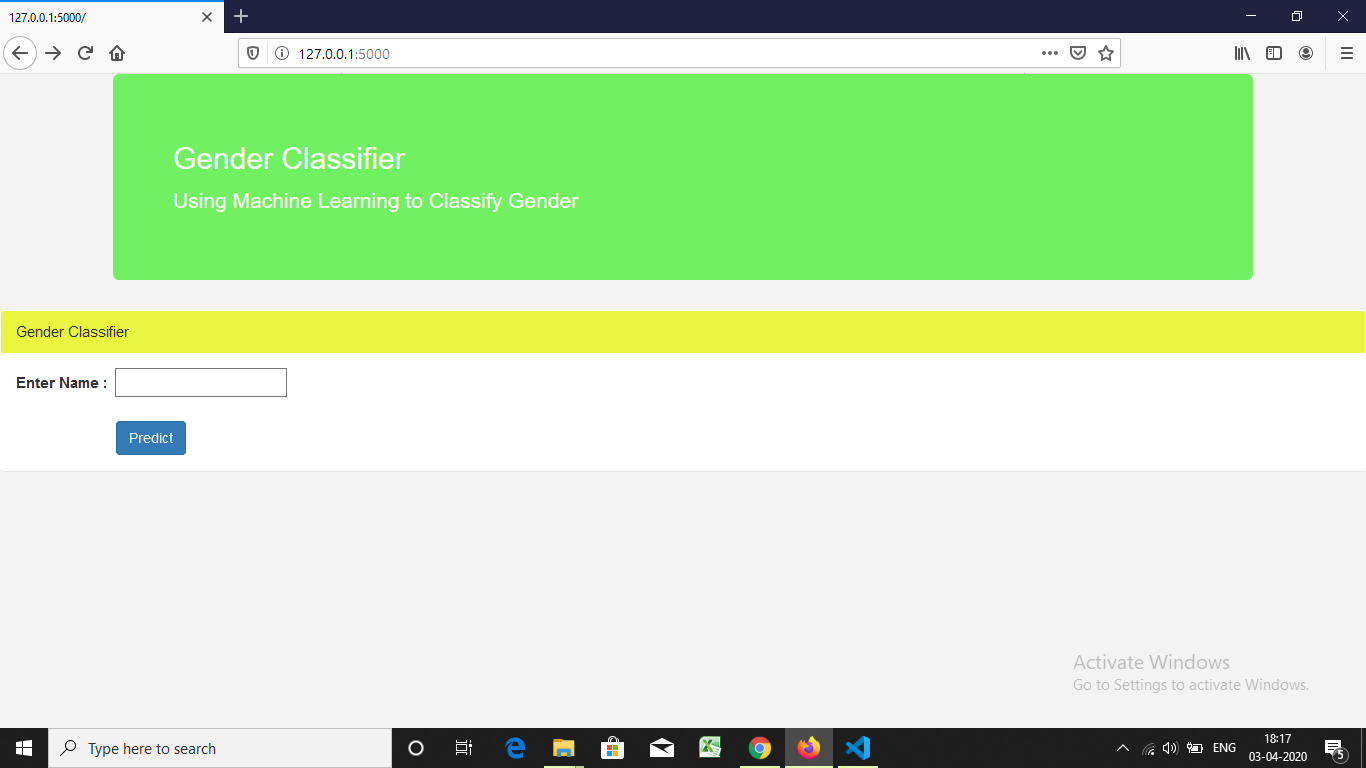 127.0.0.1:5000/
127.0.0.1:5000
Gender Classifier
Using Machine Learning to Classify Gender
Gender Classifier
Enter Name :
Predict
Activate Windows
Go to Settings to activate Windows.
Type here to search
ENG
18:17
03-04-2020
5